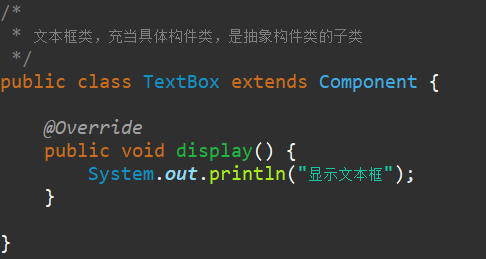 /*
 * 文本框类，充当具体构件类，是抽象构件类的子类
 */
public class TextBox extends Component {
    @Override
    public void display() {
        System.out.println("显示文本框");
    }
}